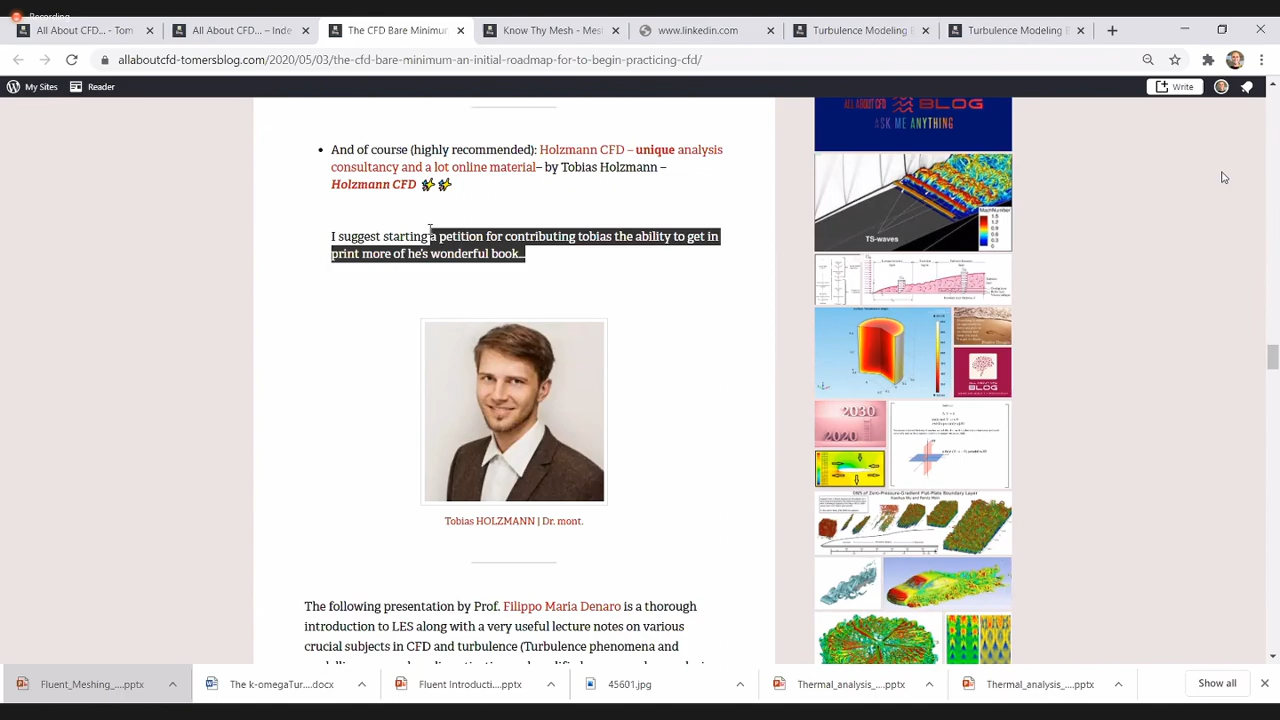 Recording
All About CFD... - Tom
All About CFD... – Inde
The CFD Bare Minimum
Know Thy Mesh - Mesh
www.linkedin.com
Turbulence Modeling B
Turbulence Modeling B
allaboutcfd-tomersblog.com/2020/05/03/the-cfd-bare-minimum-an-initial-roadmap-for-to-begin-practicing-cfd/
My Sites
Reader
Write
BLOG
ASK ME ANYTHING
• And of course (highly recommended): Holzmann CFD – unique analysis
consultancy and a lot online material– by Tobias Holzmann –
Holzmann CFD
I suggest starting a petition for contributing tobias the ability to get in
print more of he's wonderful book...
TS-waves
MachNumber
Tobias HOLZMANN | Dr. mont.
2030
2020
ALL ABOUT CFD
BLOG
The following presentation by Prof. Filippo Maria Denaro is a thorough
introduction to LES along with a very useful lecture notes on various
crucial subjects in CFD and turbulence (Turbulence phenomena and
Fluent_Meshing_....pptx
The k-omegaTur....docx
Fluent Introducti....pptx
45601.jpg
Thermal_analysis_....pptx
Thermal_analysis_....pptx
Show all